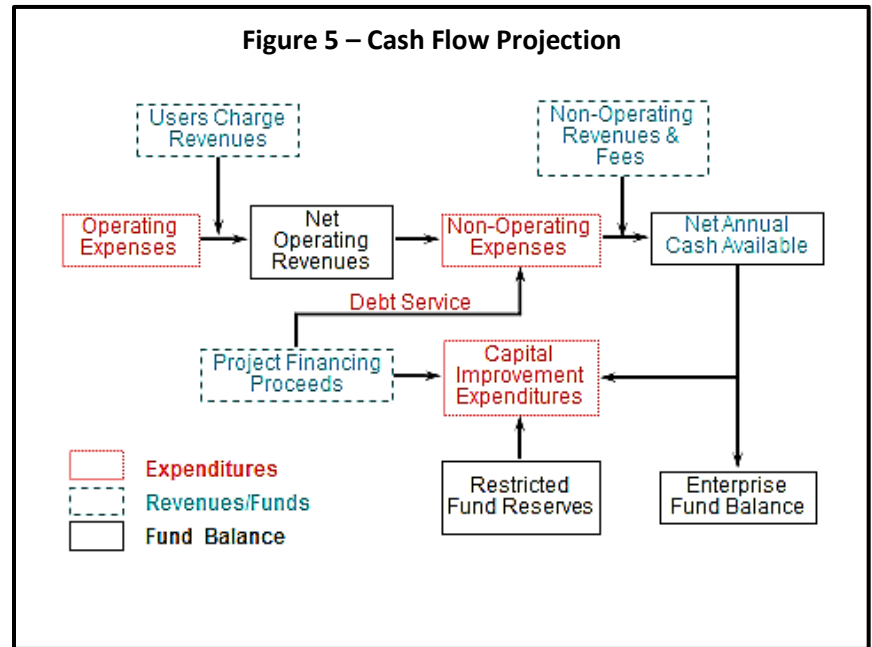 Figure 5 – Cash Flow Projection
Users Charge
Revenues
Non-Operating
Revenues &
Fees
Operating
Expenses
Net
Operating
Revenues
Non-Operating
Expenses
Net Annual
Cash Available
Debt Service
Project Financing
Proceeds
Capital
Improvement
Expenditures
Restricted
Fund Reserves
Enterprise
Fund Balance
Expenditures
Revenues/Funds
Fund Balance